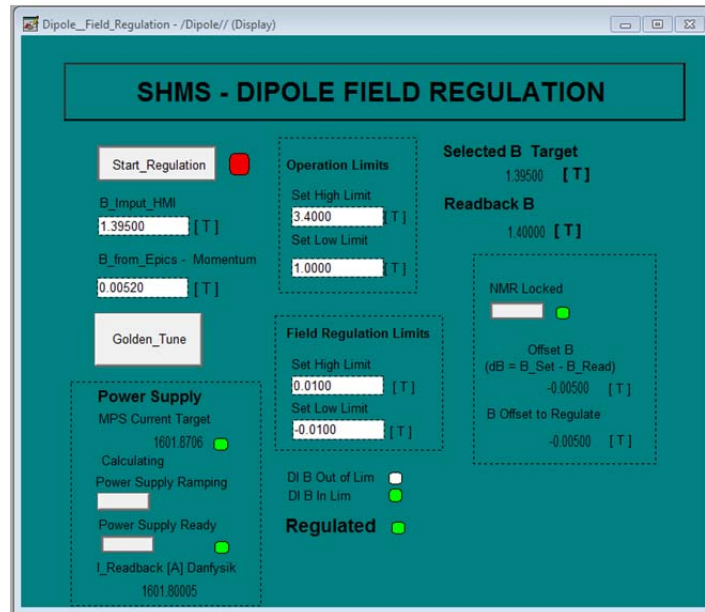 Dipole__Field_Regulation - /Dipole// (Display)
SHMS - DIPOLE FIELD REGULATION
Start_Regulation
B_Imput_HMI
1.39500 [ T ]
B_from_Epics - Momentum
0.00520 [ T ]
Golden_Tune
Power Supply
MPS Current Target
1601.8706
Calculating
Power Supply Ramping
Power Supply Ready
I_Readback [A] Danfysik
1601.80005
Operation Limits
Set High Limit
3.4000 [ T ]
Set Low Limit
1.0000 [ T ]
Field Regulation Limits
Set High Limit
0.0100 [ T ]
Set Low Limit
-0.0100 [ T ]
DI B Out of Lim
DI B In Lim
Regulated
Selected B Target
1.39500 [ T ]
Readback B
1.40000 [ T ]
NMR Locked
Offset B
(dB = B_Set - B_Read)
-0.00500 [ T ]
B Offset to Regulate
-0.00500 [ T ]